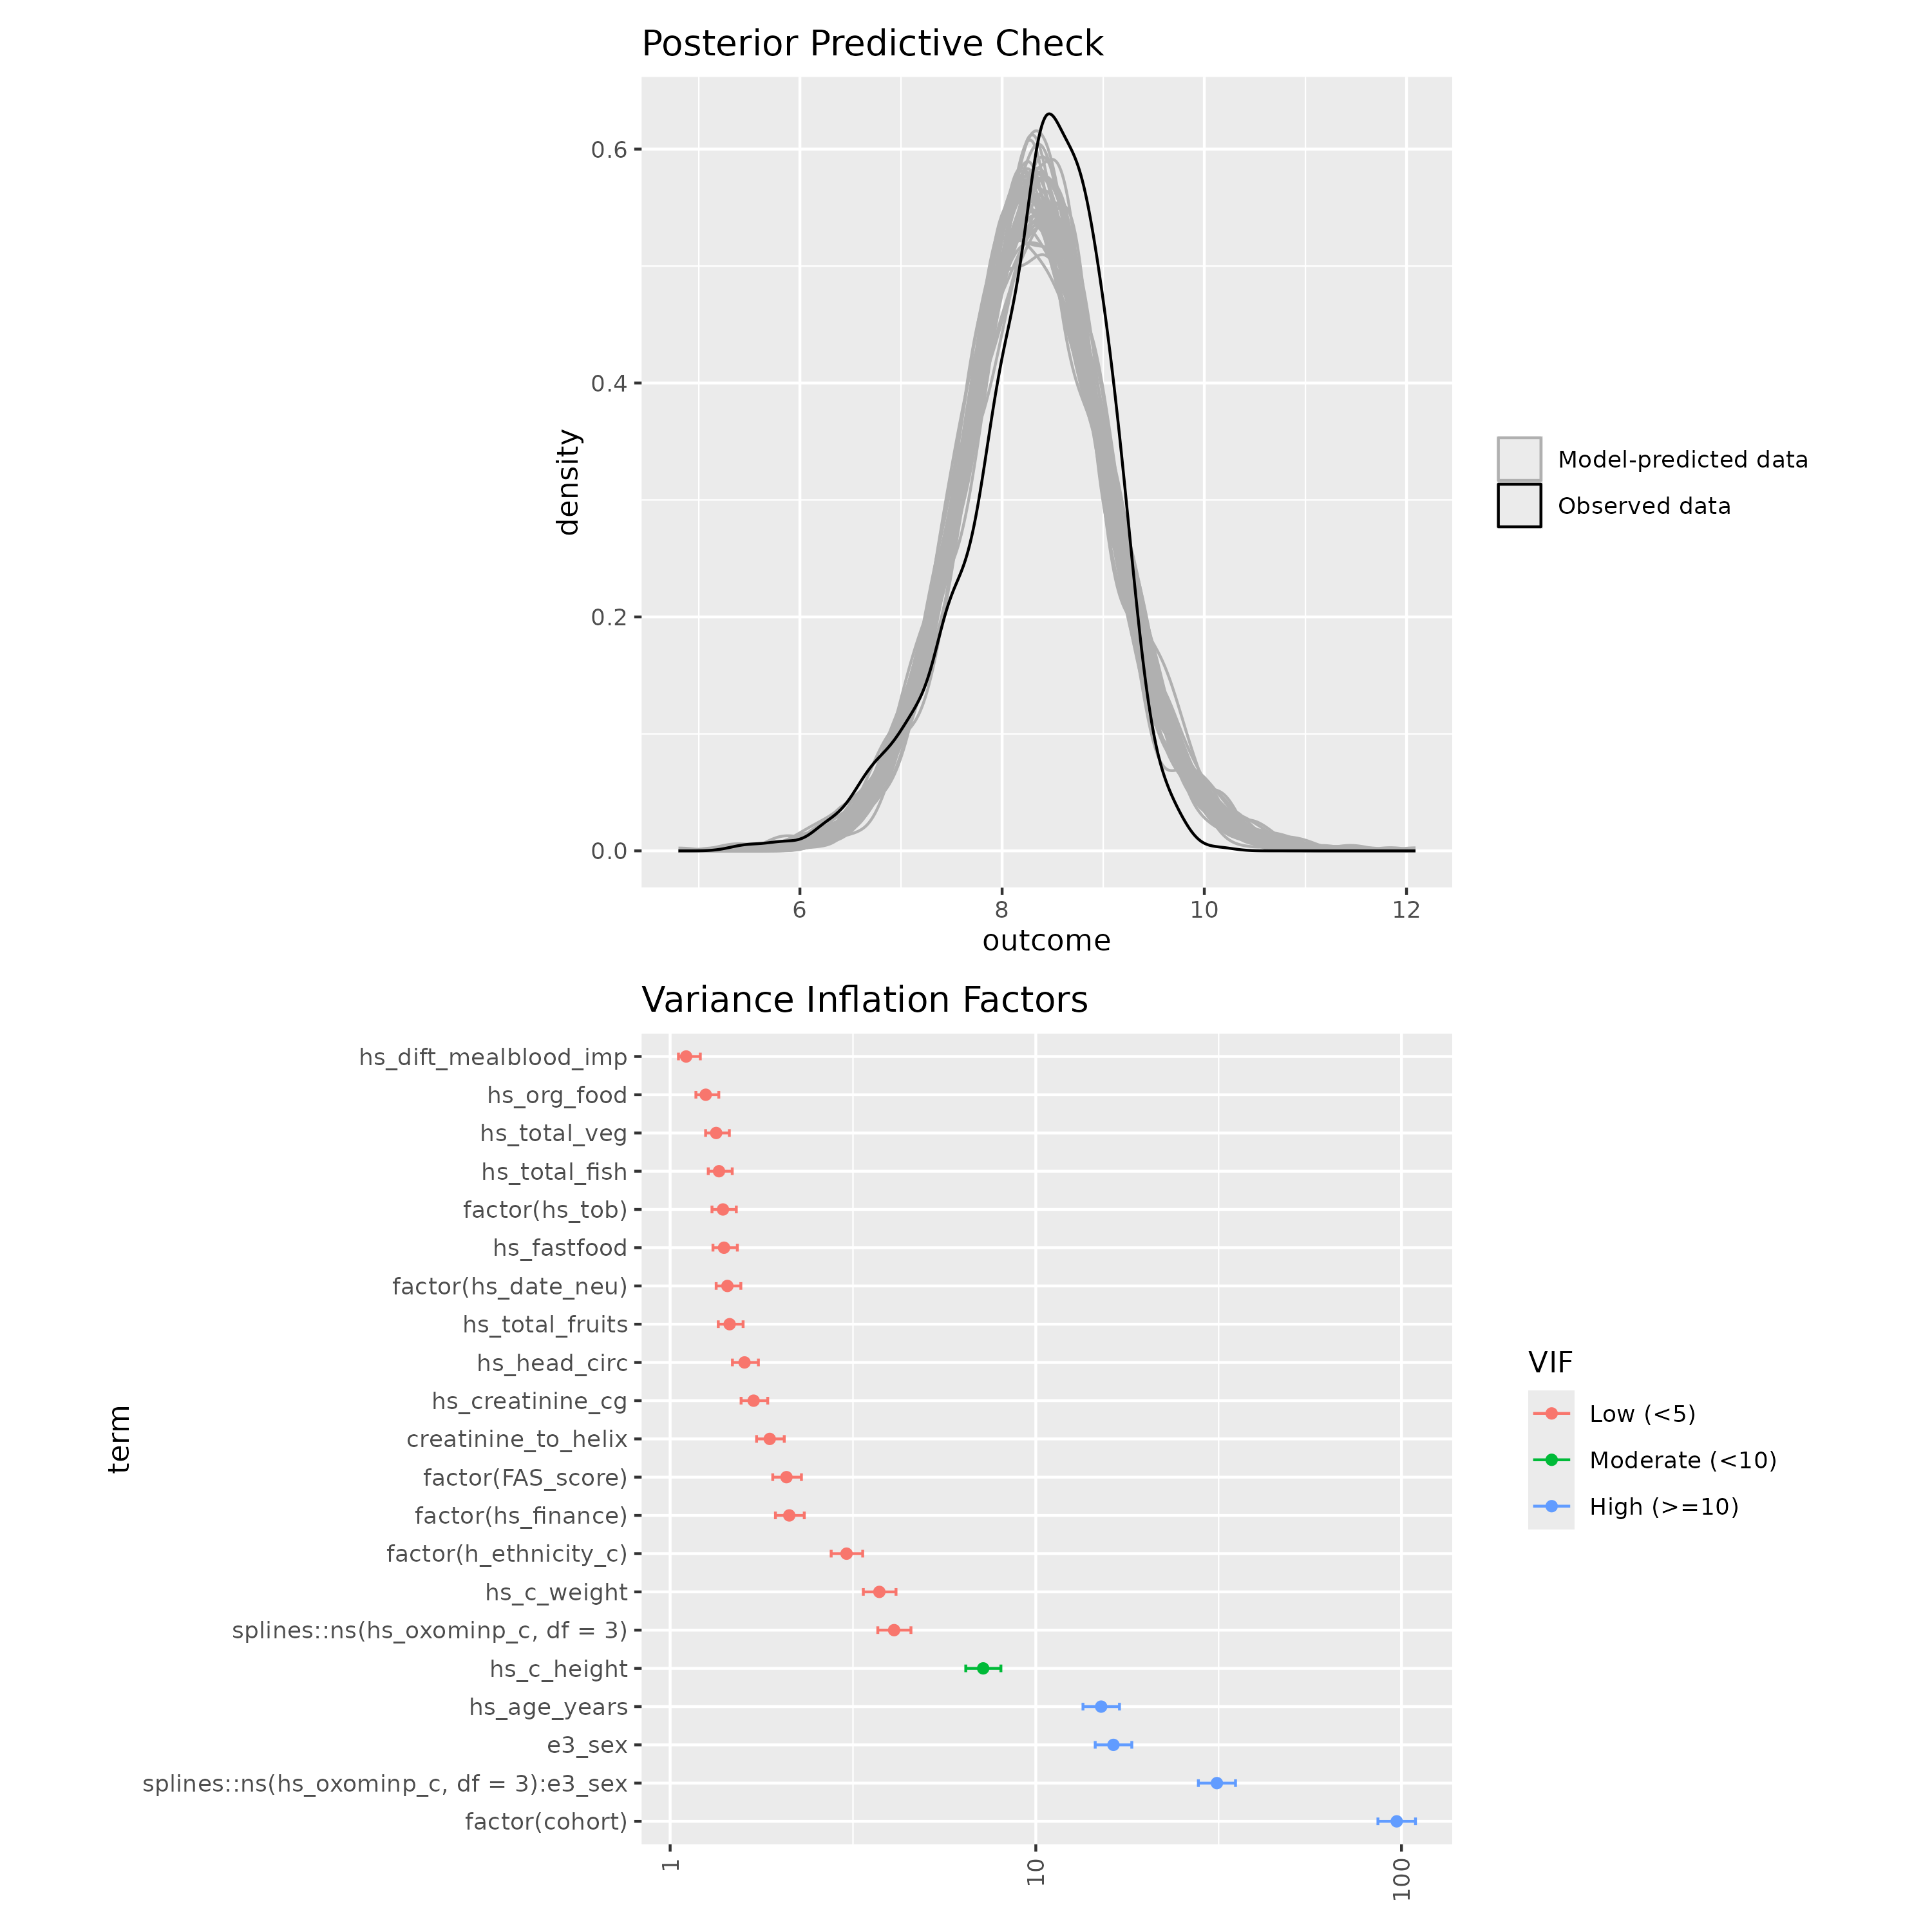 Posterior Predictive Check
0.6
0.4
0.2
0.0
density
6
8
10
12
outcome
Model-predicted data
Observed data
Variance Inflation Factors
hs_dift_mealblood_imp
hs_org_food
hs_total_veg
hs_total_fish
factor(hs_tob)
hs_fastfood
factor(hs_date_neu)
hs_total_fruits
hs_head_circ
hs_creatinine_cg
creatinine_to_helix
factor(FAS_score)
factor(hs_finance)
factor(h_ethnicity_c)
hs_c_weight
splines::ns(hs_oxominp_c, df = 3)
hs_c_height
hs_age_years
e3_sex
splines::ns(hs_oxominp_c, df = 3):e3_sex
factor(cohort)
term
1
10
100
VIF
Low (<5)
Moderate (<10)
High (>=10)